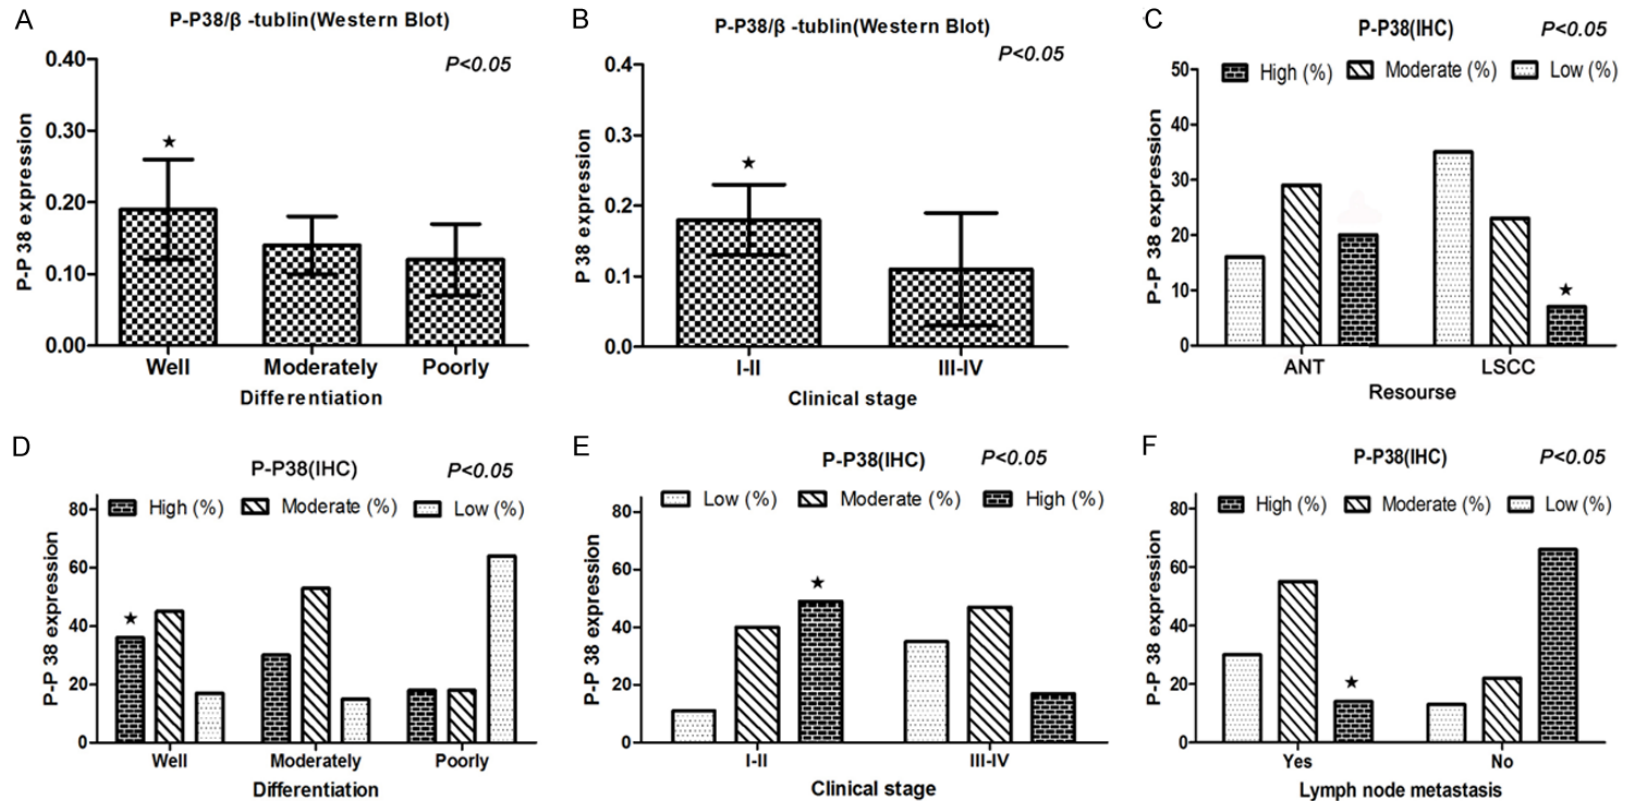 A
P-P38/β -tublin(Western Blot)
P<0.05
P-P 38 expression
0.40
0.30
0.20
0.10
0.00
★
Well
Moderately
Poorly
Differentiation
B
P-P38/β -tublin(Western Blot)
P<0.05
P 38 expression
0.4
0.3
0.2
0.1
0.0
★
I-II
III-IV
Clinical stage
C
P-P38(IHC)
P<0.05
High (%)
Moderate (%)
Low (%)
P-P 38 expression
50
40
30
20
10
0
★
ANT
LSCC
Resourse
D
P-P38(IHC)
P<0.05
High (%)
Moderate (%)
Low (%)
P-P 38 expression
80
60
40
20
0
★
Well
Moderately
Poorly
Differentiation
E
P-P38(IHC)
P<0.05
Low (%)
Moderate (%)
High (%)
P-P 38 expression
80
60
40
20
0
★
I-II
III-IV
Clinical stage
F
P-P38(IHC)
P<0.05
High (%)
Moderate (%)
Low (%)
P-P 38 expression
80
60
40
20
0
★
Yes
No
Lymph node metastasis